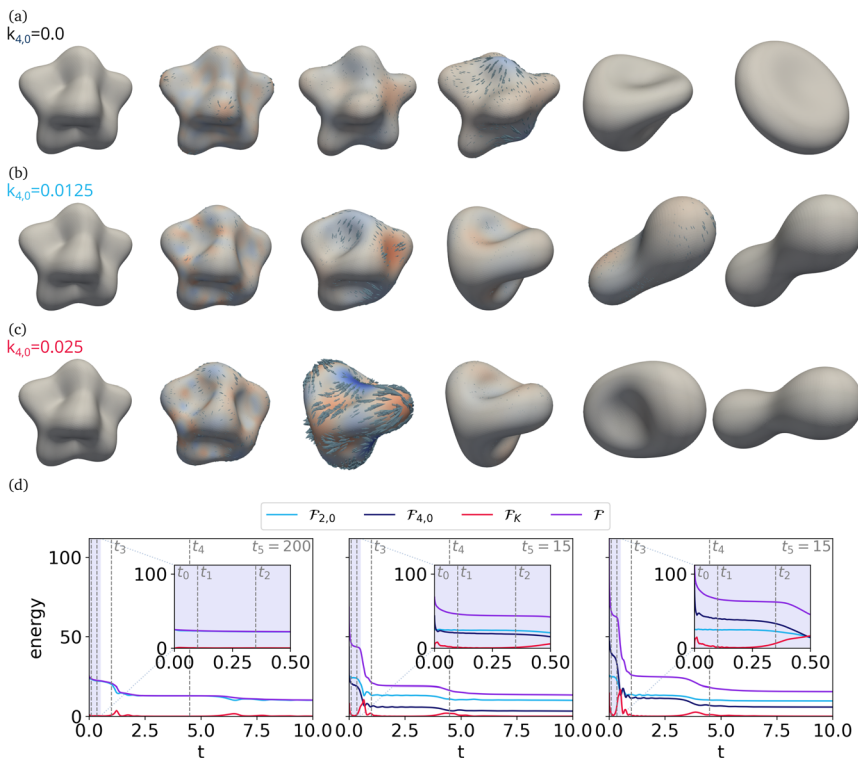 (a)
k4,0=0.0
(b)
k4,0=0.0125
(c)
k4,0=0.025
(d)
F2,0 F4,0 FK F
energy
100
50
0
0.0 2.5 5.0 7.5 10.0
t
t3 t4 t5 = 200
100
0
0.00 0.25 0.50
t0 t1 t2
0.0 2.5 5.0 7.5 10.0
t
t3 t4 t5 = 15
100
0
0.00 0.25 0.50
t0 t1 t2
0.0 2.5 5.0 7.5 10.0
t
t3 t4 t5 = 15
100
0
0.00 0.25 0.50
t0 t1 t2